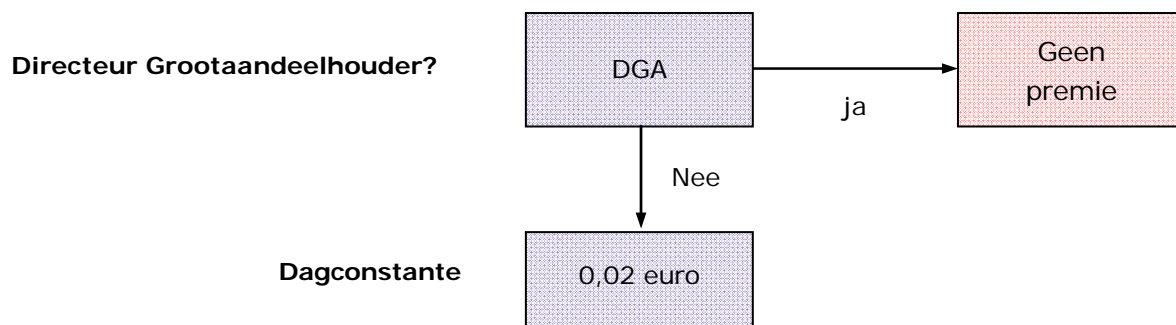 Directeur Grootaandeelhouder?
DGA
ja
Geen
premie
Nee
Dagconstante
0,02 euro